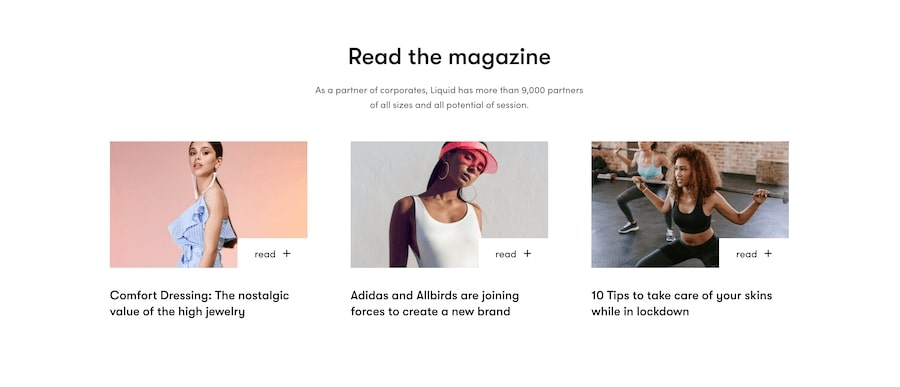 Read the magazine
As a partner of corporates, Liquid has more than 9,000 partners
of all sizes and all potential of session.
read +
read +
read +
Comfort Dressing: The nostalgic
value of the high jewelry
Adidas and Allbirds are joining
forces to create a new brand
10 Tips to take care of your skins
while in lockdown